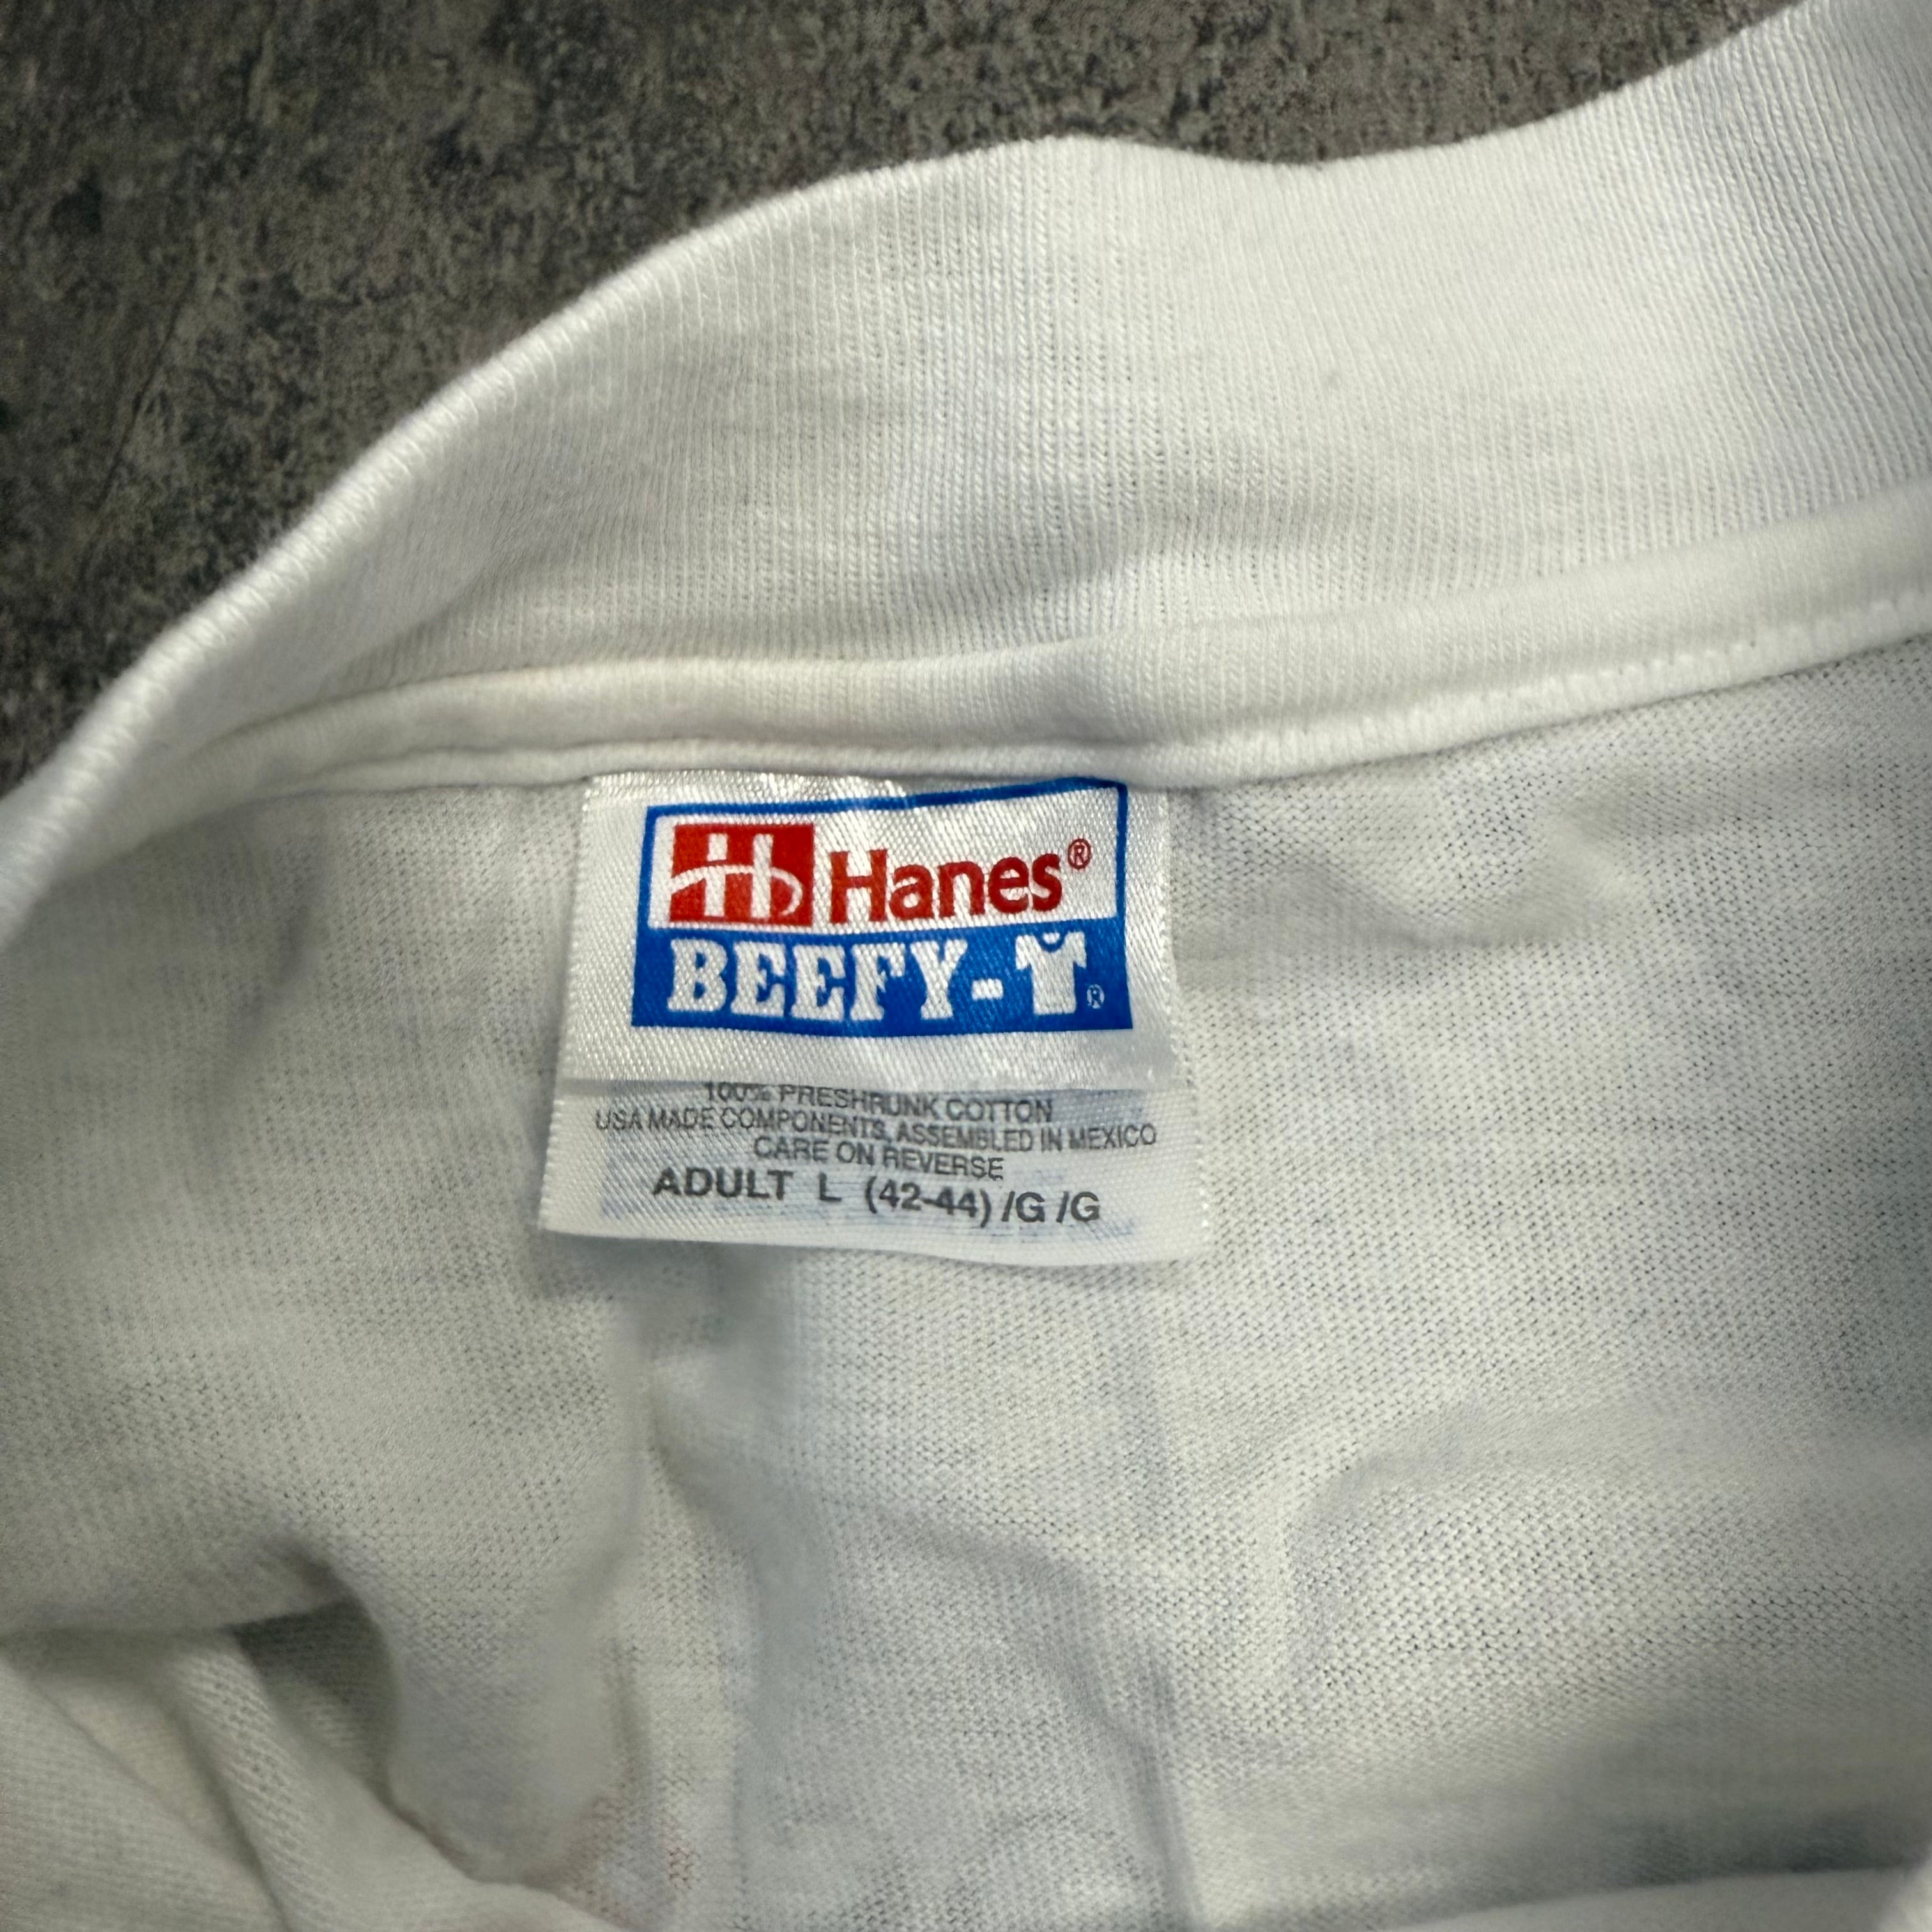 Hanes®
BEEFY-T®
100% PRESHRUNK COTTON
USA MADE COMPONENTS, ASSEMBLED IN MEXICO
CARE ON REVERSE
ADULT L (42-44) /G /G